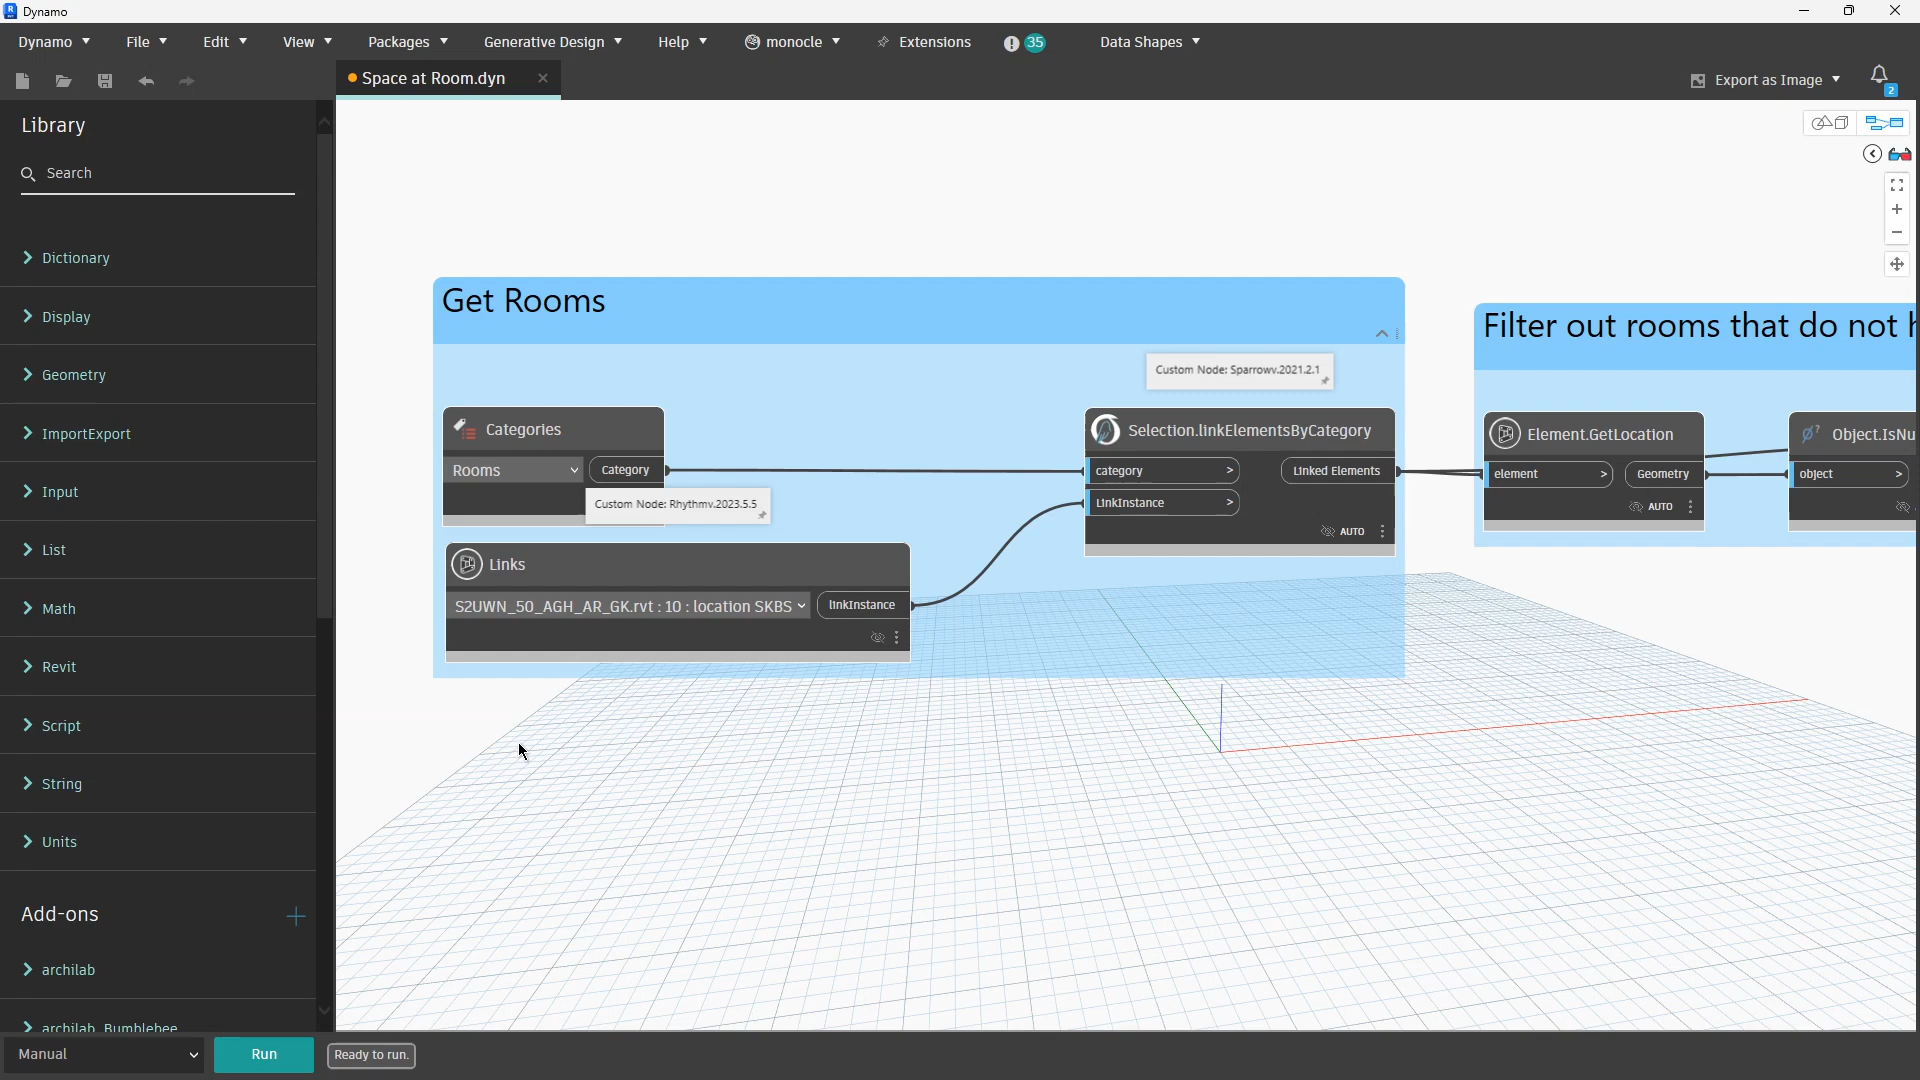 Dynamo
Dynamo File Edit View Packages Generative Design Help monocle Extensions 35 Data Shapes
Space at Room.dyn
Export as Image
2
Library
Search
Dictionary
Display
Geometry
ImportExport
Input
List
Math
Revit
Script
String
Units
Add-ons
archilab
archilab Bumblebee
Get Rooms
Custom Node: Sparrowv.2021.2.1
Categories
Rooms
Category
Custom Node: Rhythmv.2023.5.5
Links
S2UWN_50_AGH_AR_GK.rvt : 10 : location SKBS
linkInstance
Selection.linkElementsByCategory
category >
Linked Elements
LinkInstance >
AUTO
Filter out rooms that do not h
Element.GetLocation
element >
Geometry
AUTO
Object.IsNu
object >
Manual
Run
Ready to run.